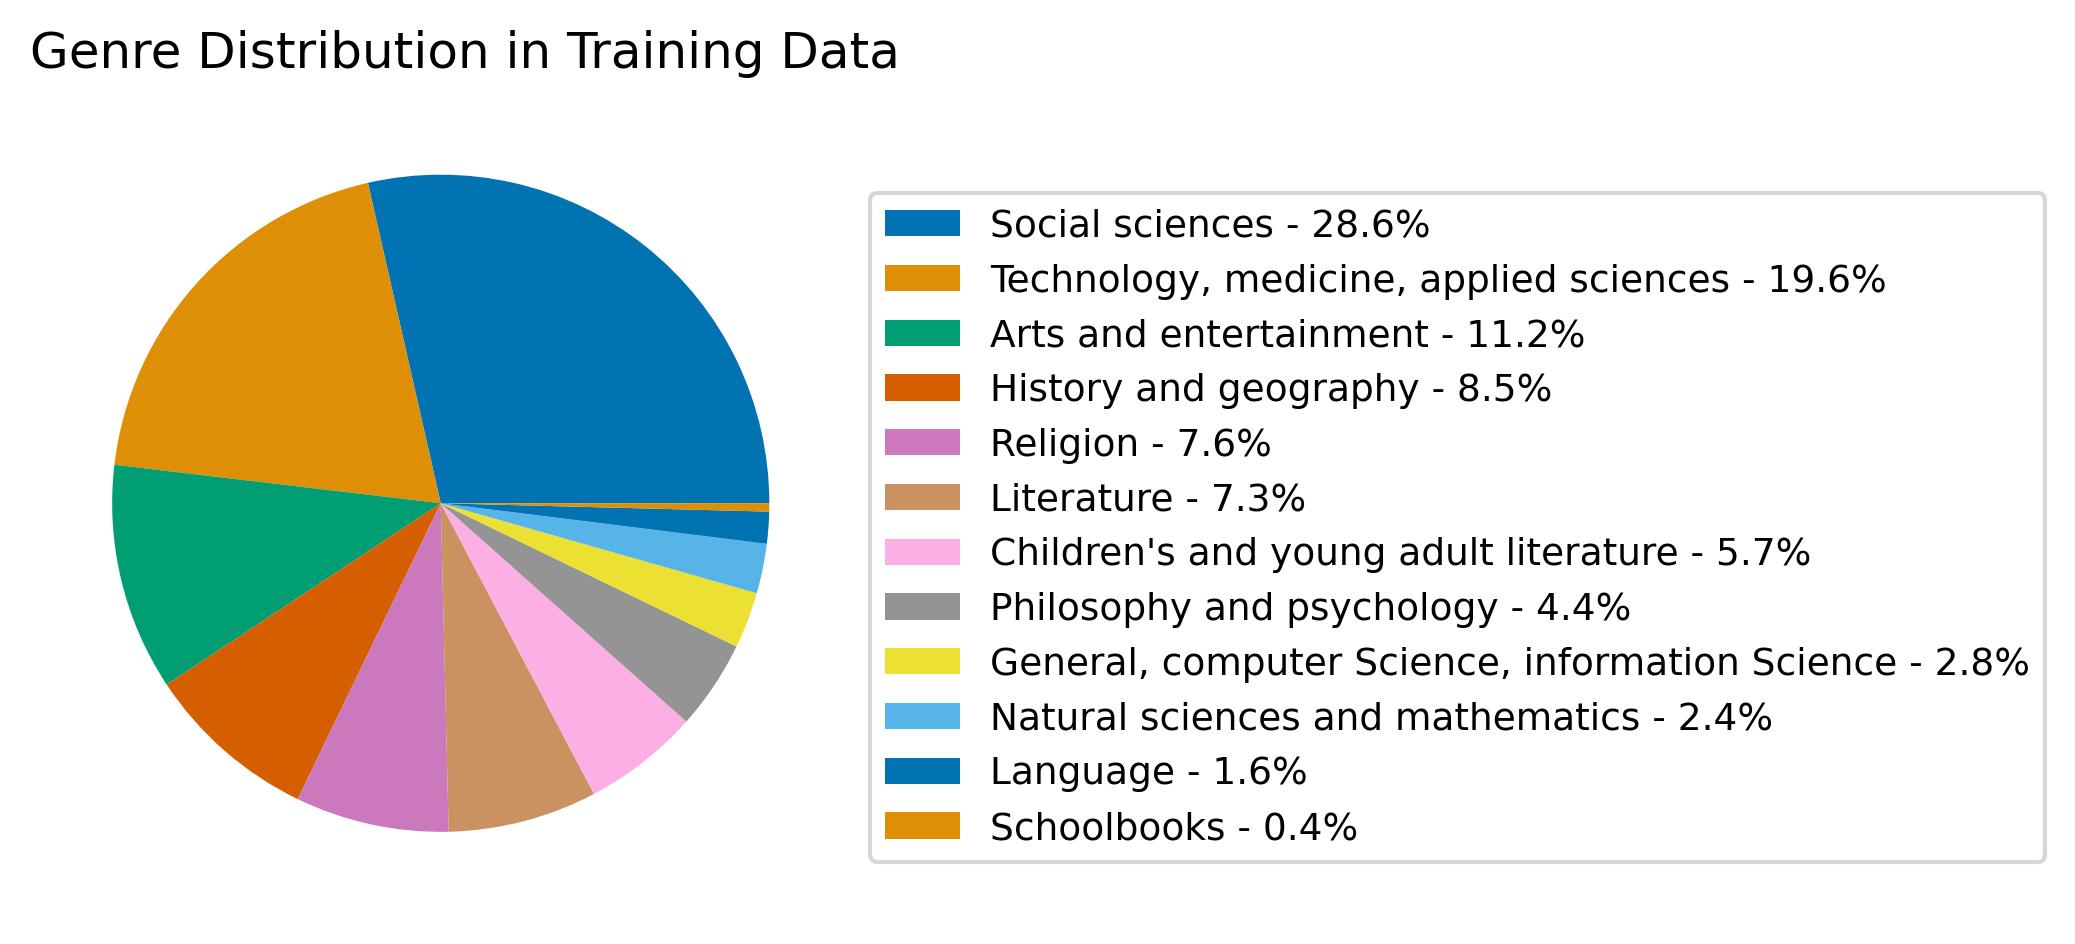 Genre Distribution in Training Data
Social sciences - 28.6%
Technology, medicine, applied sciences - 19.6%
Arts and entertainment - 11.2%
History and geography - 8.5%
Religion - 7.6%
Literature - 7.3%
Children's and young adult literature - 5.7%
Philosophy and psychology - 4.4%
General, computer Science, information Science - 2.8%
Natural sciences and mathematics - 2.4%
Language - 1.6%
Schoolbooks - 0.4%